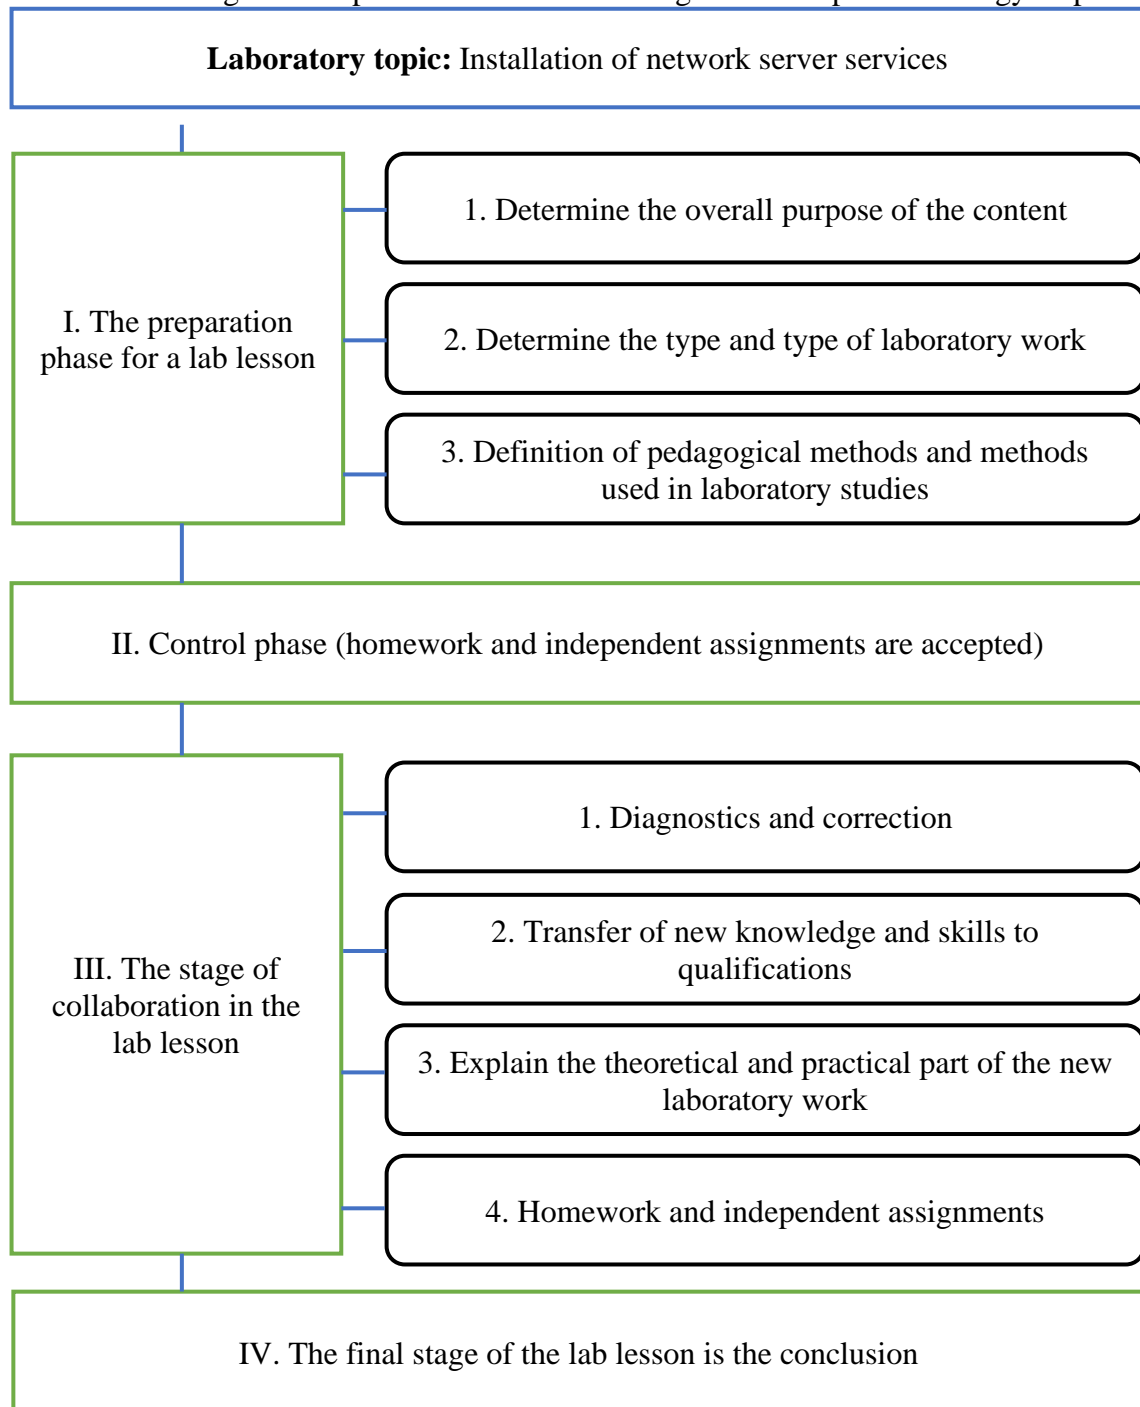 Laboratory topic: Installation of network server services
1. Determine the overall purpose of the content
I. The preparation
phase for a lab lesson
2. Determine the type and type of laboratory work
3. Definition of pedagogical methods and methods
used in laboratory studies
II. Control phase (homework and independent assignments are accepted)
1. Diagnostics and correction
2. Transfer of new knowledge and skills to
qualifications
III. The stage of
collaboration in the
lab lesson
3. Explain the theoretical and practical part of the new
laboratory work
4. Homework and independent assignments
IV. The final stage of the lab lesson is the conclusion